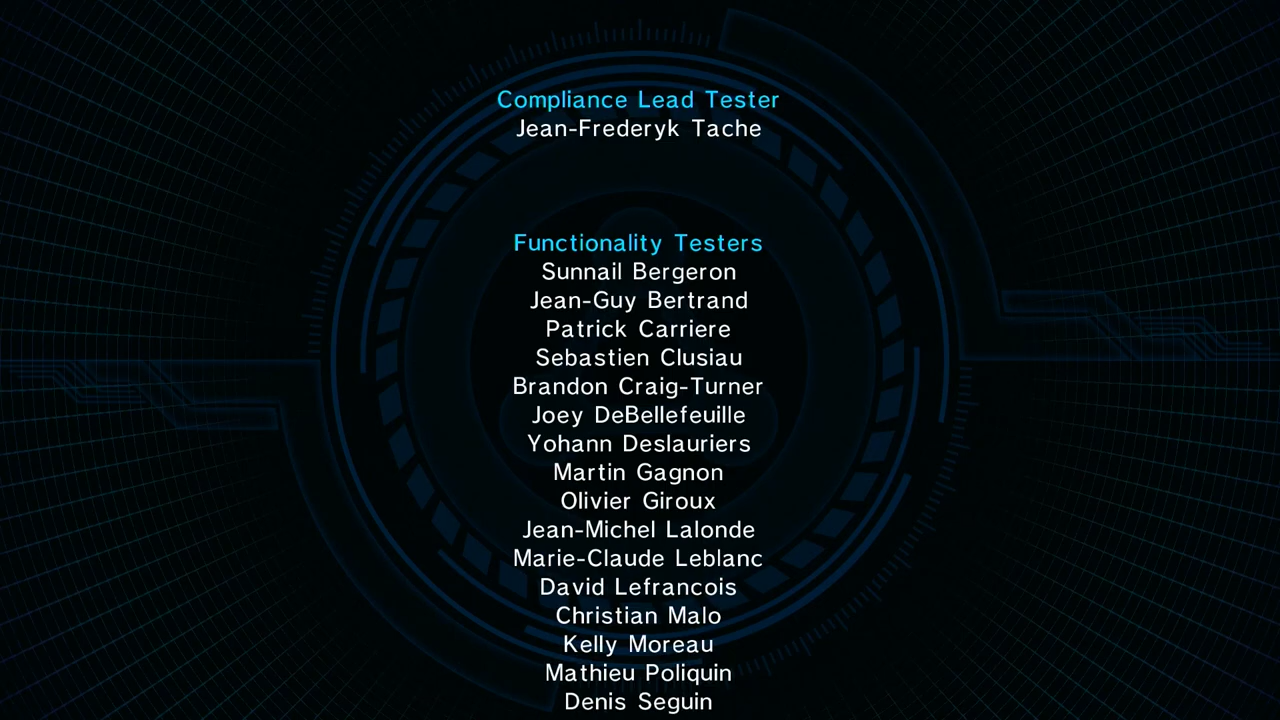 Compliance Lead Tester
Jean-Frederyk Tache
Functionality Testers
Sunnail Bergeron
Jean-Guy Bertrand
Patrick Carriere
Sebastien Clusiau
Brandon Craig-Turner
Joey DeBellefeuille
Yohann Deslauriers
Martin Gagnon
Olivier Giroux
Jean-Michel Lalonde
Marie-Claude Leblanc
David Lefrancois
Christian Malo
Kelly Moreau
Mathieu Poliquin
Denis Seguin